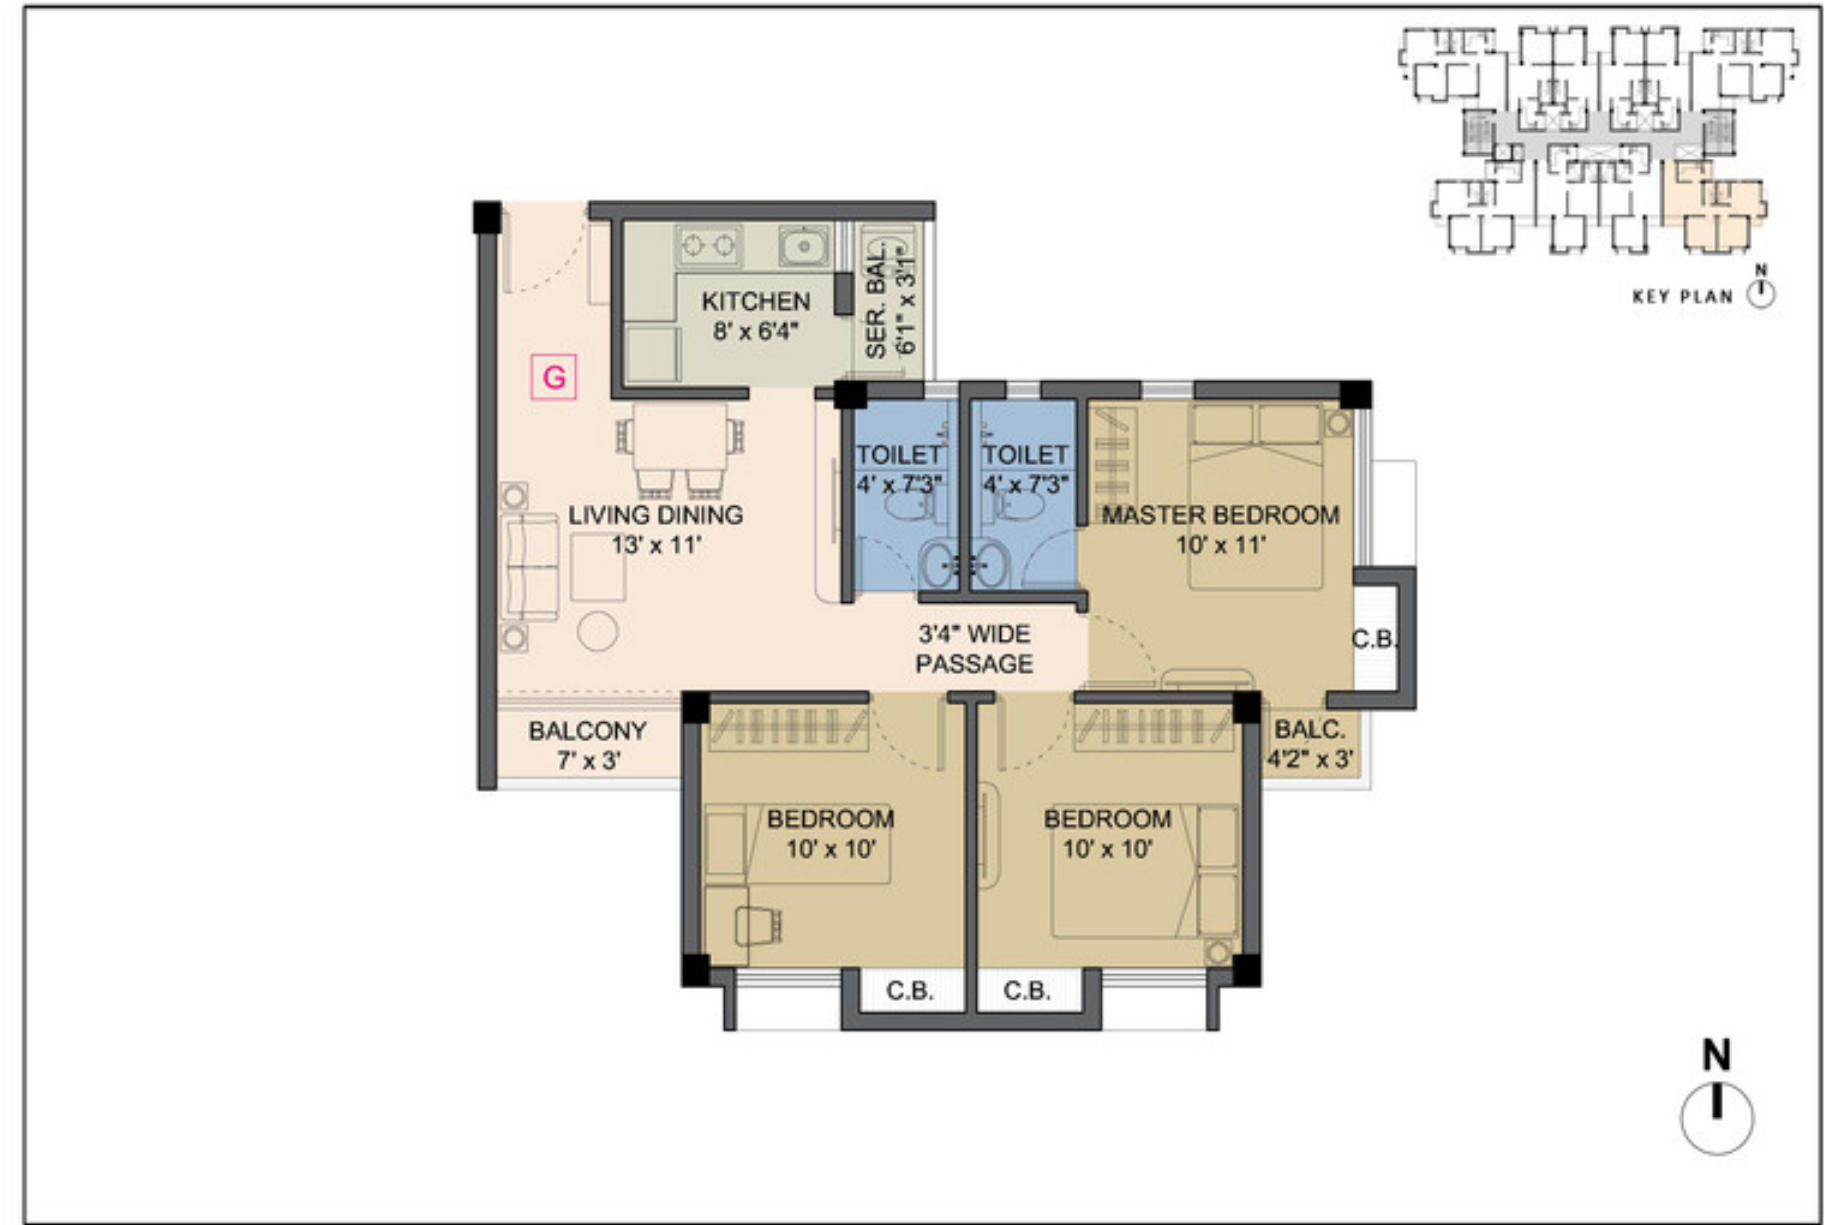 N
KEY PLAN
KITCHEN
8' x 6'4"
SER. BAL.
6'1" x 3'1"
G
TOILET
4' x 7'3"
TOILET
4' x 7'3"
LIVING DINING
13' x 11'
MASTER BEDROOM
10' x 11'
3'4" WIDE
PASSAGE
C.B.
BALCONY
7' x 3'
BALC.
4'2" x 3'
BEDROOM
10' x 10'
BEDROOM
10' x 10'
C.B.
C.B.
N